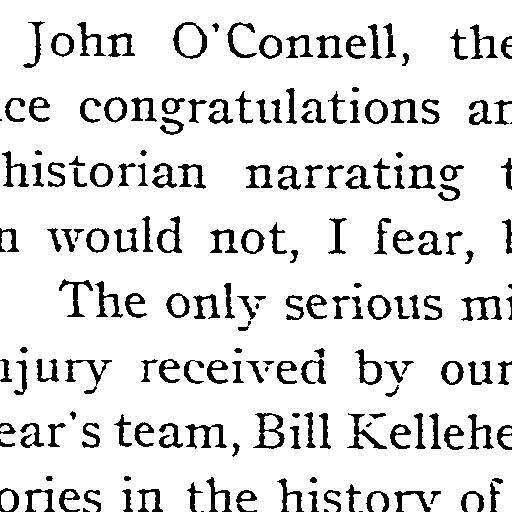 John O'Connell, the
ce congratulations an
historian narrating t
n would not, I fear, b
The only serious mi
njury received by our
ear's team, Bill Kellehe
ories in the history of